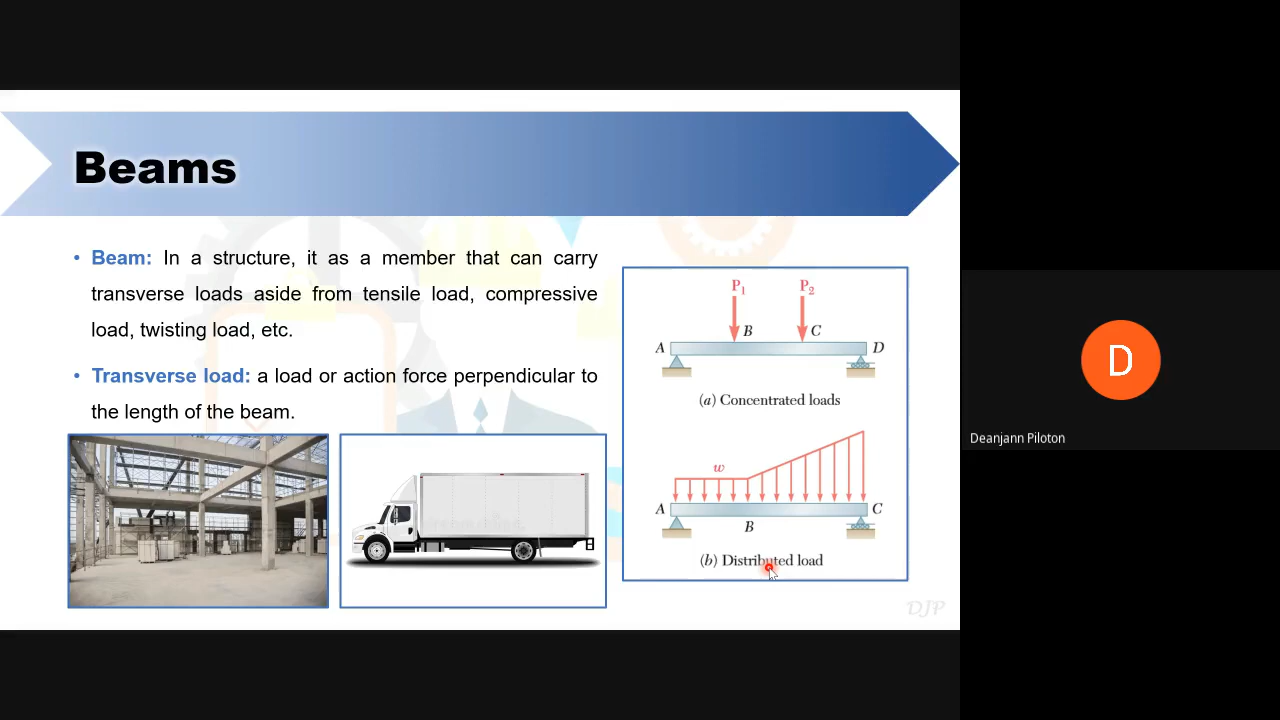 Beams
• Beam: In a structure, it as a member that can carry
transverse loads aside from tensile load, compressive
load, twisting load, etc.
• Transverse load: a load or action force perpendicular to
the length of the beam.
P1 P2
B C
A D
(a) Concentrated loads
w
A C
B
(b) Distributed load
DJP
D
Deanjann Piloton